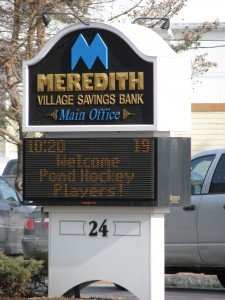 MEREDITH
VILLAGE SAVINGS BANK
Main Office
10:20 19
Welcome
Pond Hockey
Players!
24